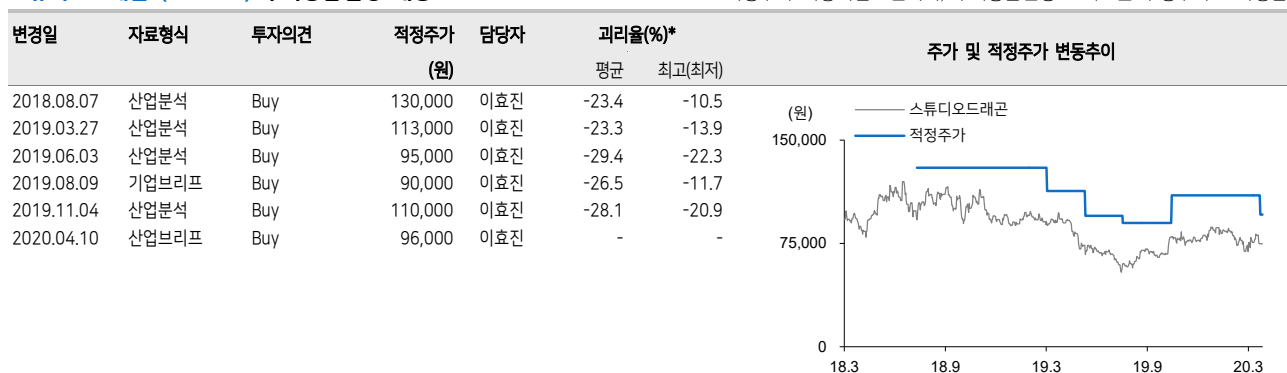 변경일 자료형식 투자의견 적정주가 담당자 괴리율(%)* 주가 및 적정주가 변동추이
(원) 평균 최고(최저)
2018.08.07 산업분석 Buy 130,000 이효진 -23.4 -10.5
2019.03.27 산업분석 Buy 113,000 이효진 -23.3 -13.9
2019.06.03 산업분석 Buy 95,000 이효진 -29.4 -22.3
2019.08.09 기업브리프 Buy 90,000 이효진 -26.5 -11.7
2019.11.04 산업분석 Buy 110,000 이효진 -28.1 -20.9
2020.04.10 산업브리프 Buy 96,000 이효진 - -
(원)
스튜디오드래곤
적정주가
150,000
75,000
0
18.3 18.9 19.3 19.9 20.3